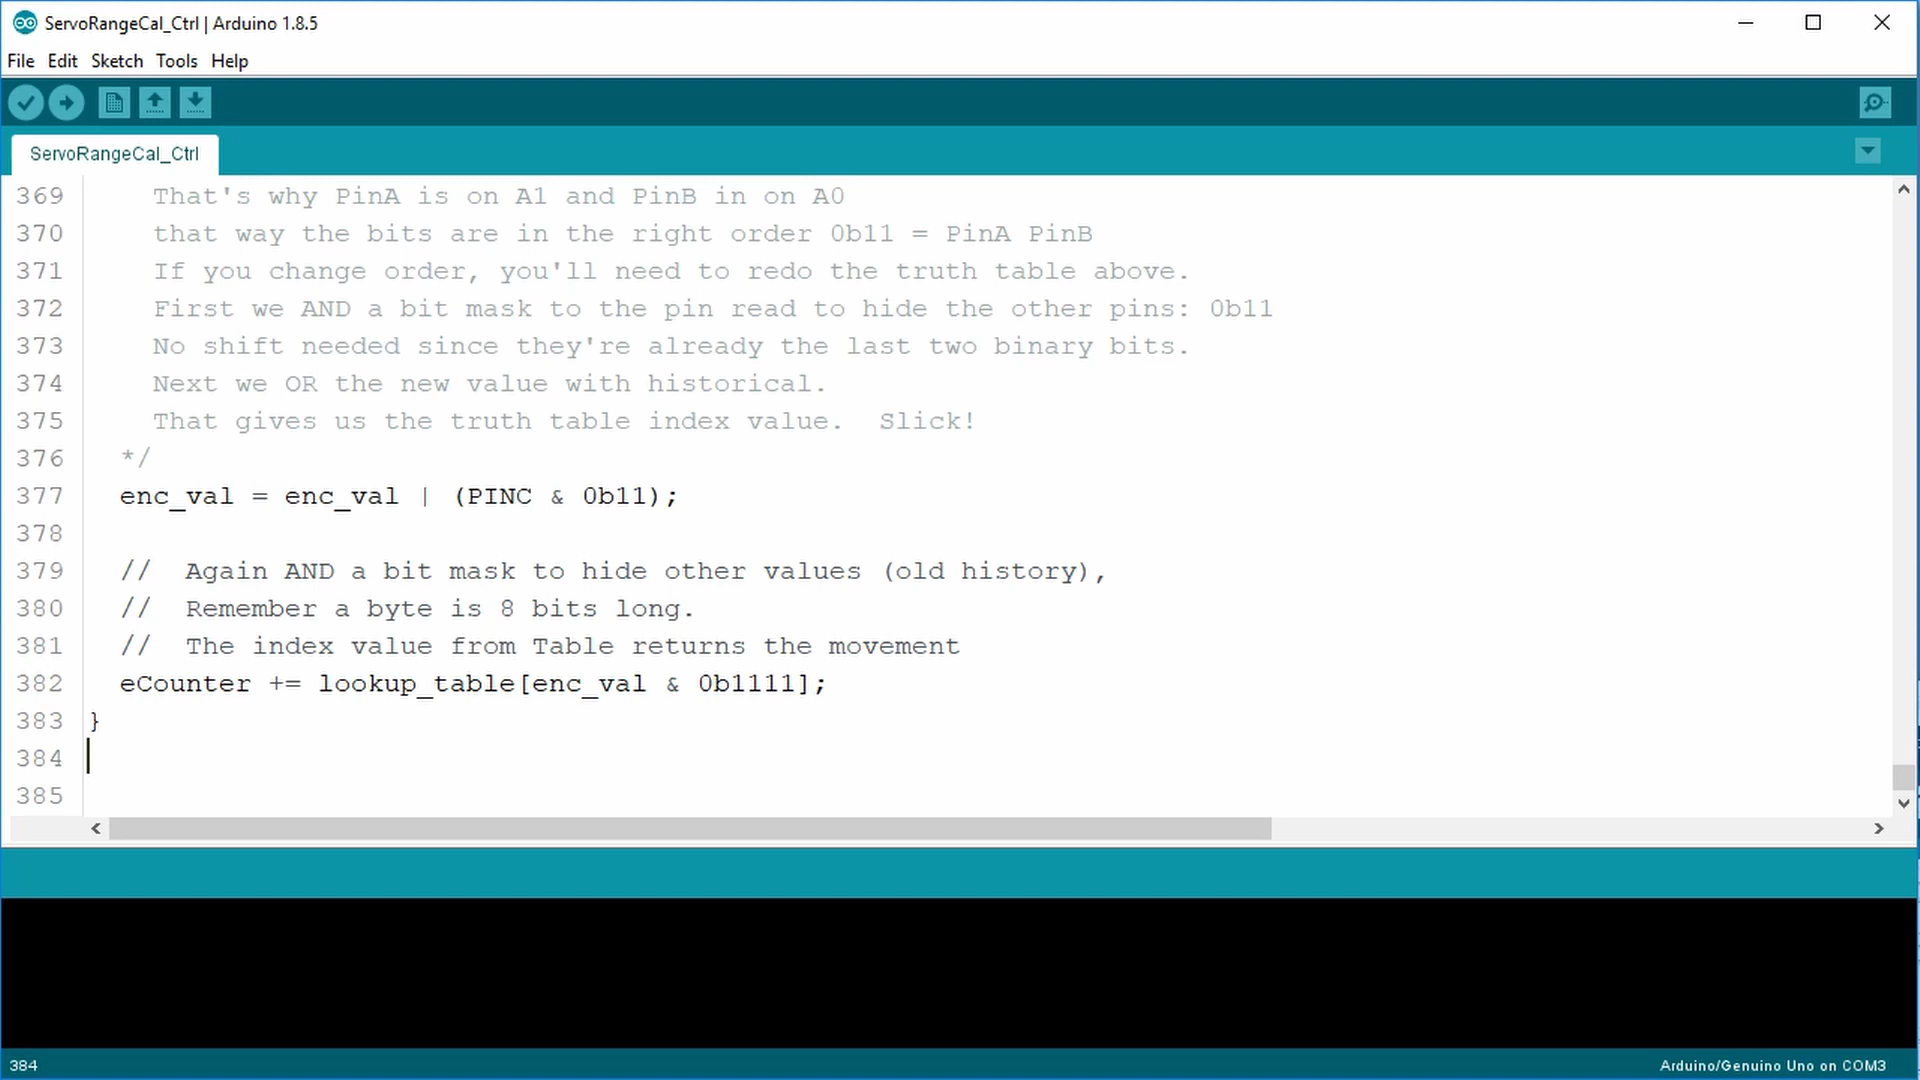 ServoRangeCal_Ctrl | Arduino 1.8.5
File Edit Sketch Tools Help
ServoRangeCal_Ctrl
369 That's why PinA is on A1 and PinB in on A0
370 that way the bits are in the right order 0b11 = PinA PinB
371 If you change order, you'll need to redo the truth table above.
372 First we AND a bit mask to the pin read to hide the other pins: 0b11
373 No shift needed since they're already the last two binary bits.
374 Next we OR the new value with historical.
375 That gives us the truth table index value.  Slick!
376 */
377 enc_val = enc_val | (PINC & 0b11);
378
379 //  Again AND a bit mask to hide other values (old history),
380 //  Remember a byte is 8 bits long.
381 //  The index value from Table returns the movement
382 eCounter += lookup_table[enc_val & 0b1111];
383 }
384
385
384 Arduino/Genuino Uno on COM3